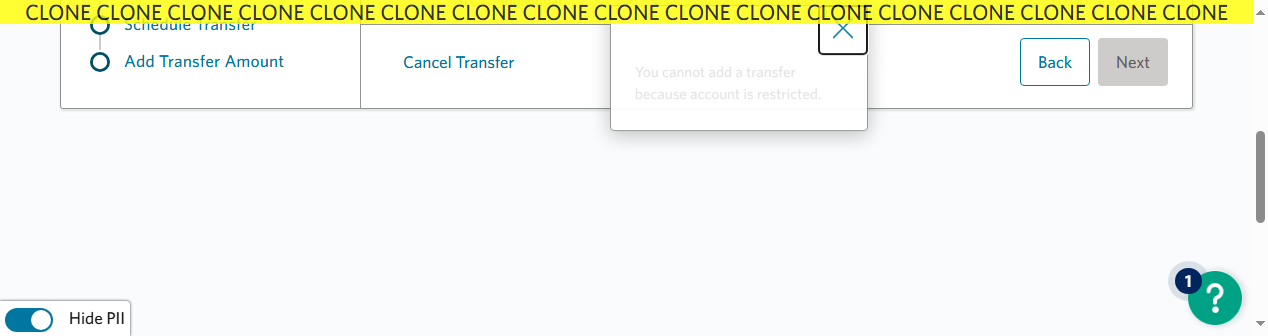 CLONE CLONE CLONE CLONE CLONE CLONE CLONE CLONE CLONE CLONE CLONE CLONE CLONE CLONE CLONE CLONE CLONE
Schedule Transfer
Add Transfer Amount
Cancel Transfer
You cannot add a transfer
because account is restricted.
Back
Next
1
?
Hide PII